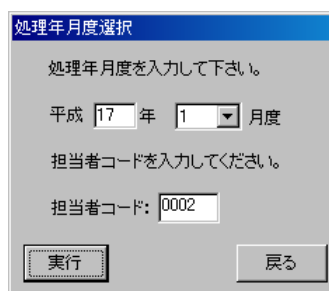 処理年月度選択
処理年月度を入力して下さい。
平成 17 年 1 月度
担当者コードを入力してください。
担当者コード: 0002
実行 戻る